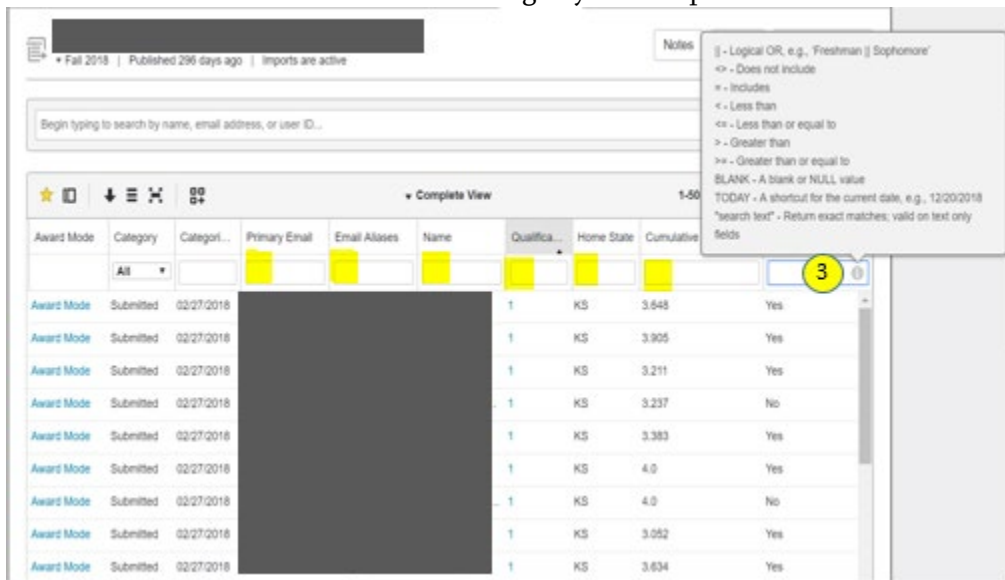 Notes
• Fall 2018 | Published 296 days ago | Imports are active
|| - Logical OR, e.g., 'Freshman || Sophomore'
<> - Does not include
= - Includes
< - Less than
<= - Less than or equal to
> - Greater than
>= - Greater than or equal to
BLANK - A blank or NULL value
TODAY - A shortcut for the current date, e.g., 12/20/2018
"search text" - Return exact matches; valid on text only
fields
Begin typing to search by name, email address, or user ID...
Complete View 1-50
Award Mode Category Categori... Primary Email Email Aliases Name Qualifica... Home State Cumulative
All 3
Award Mode Submitted 02/27/2018 1 KS 3.648 Yes
Award Mode Submitted 02/27/2018 1 KS 3.905 Yes
Award Mode Submitted 02/27/2018 1 KS 3.211 Yes
Award Mode Submitted 02/27/2018 1 KS 3.237 No
Award Mode Submitted 02/27/2018 1 KS 3.383 Yes
Award Mode Submitted 02/27/2018 1 KS 4.0 Yes
Award Mode Submitted 02/27/2018 1 KS 4.0 No
Award Mode Submitted 02/27/2018 1 KS 3.052 Yes
Award Mode Submitted 02/27/2018 1 KS 3.634 Yes